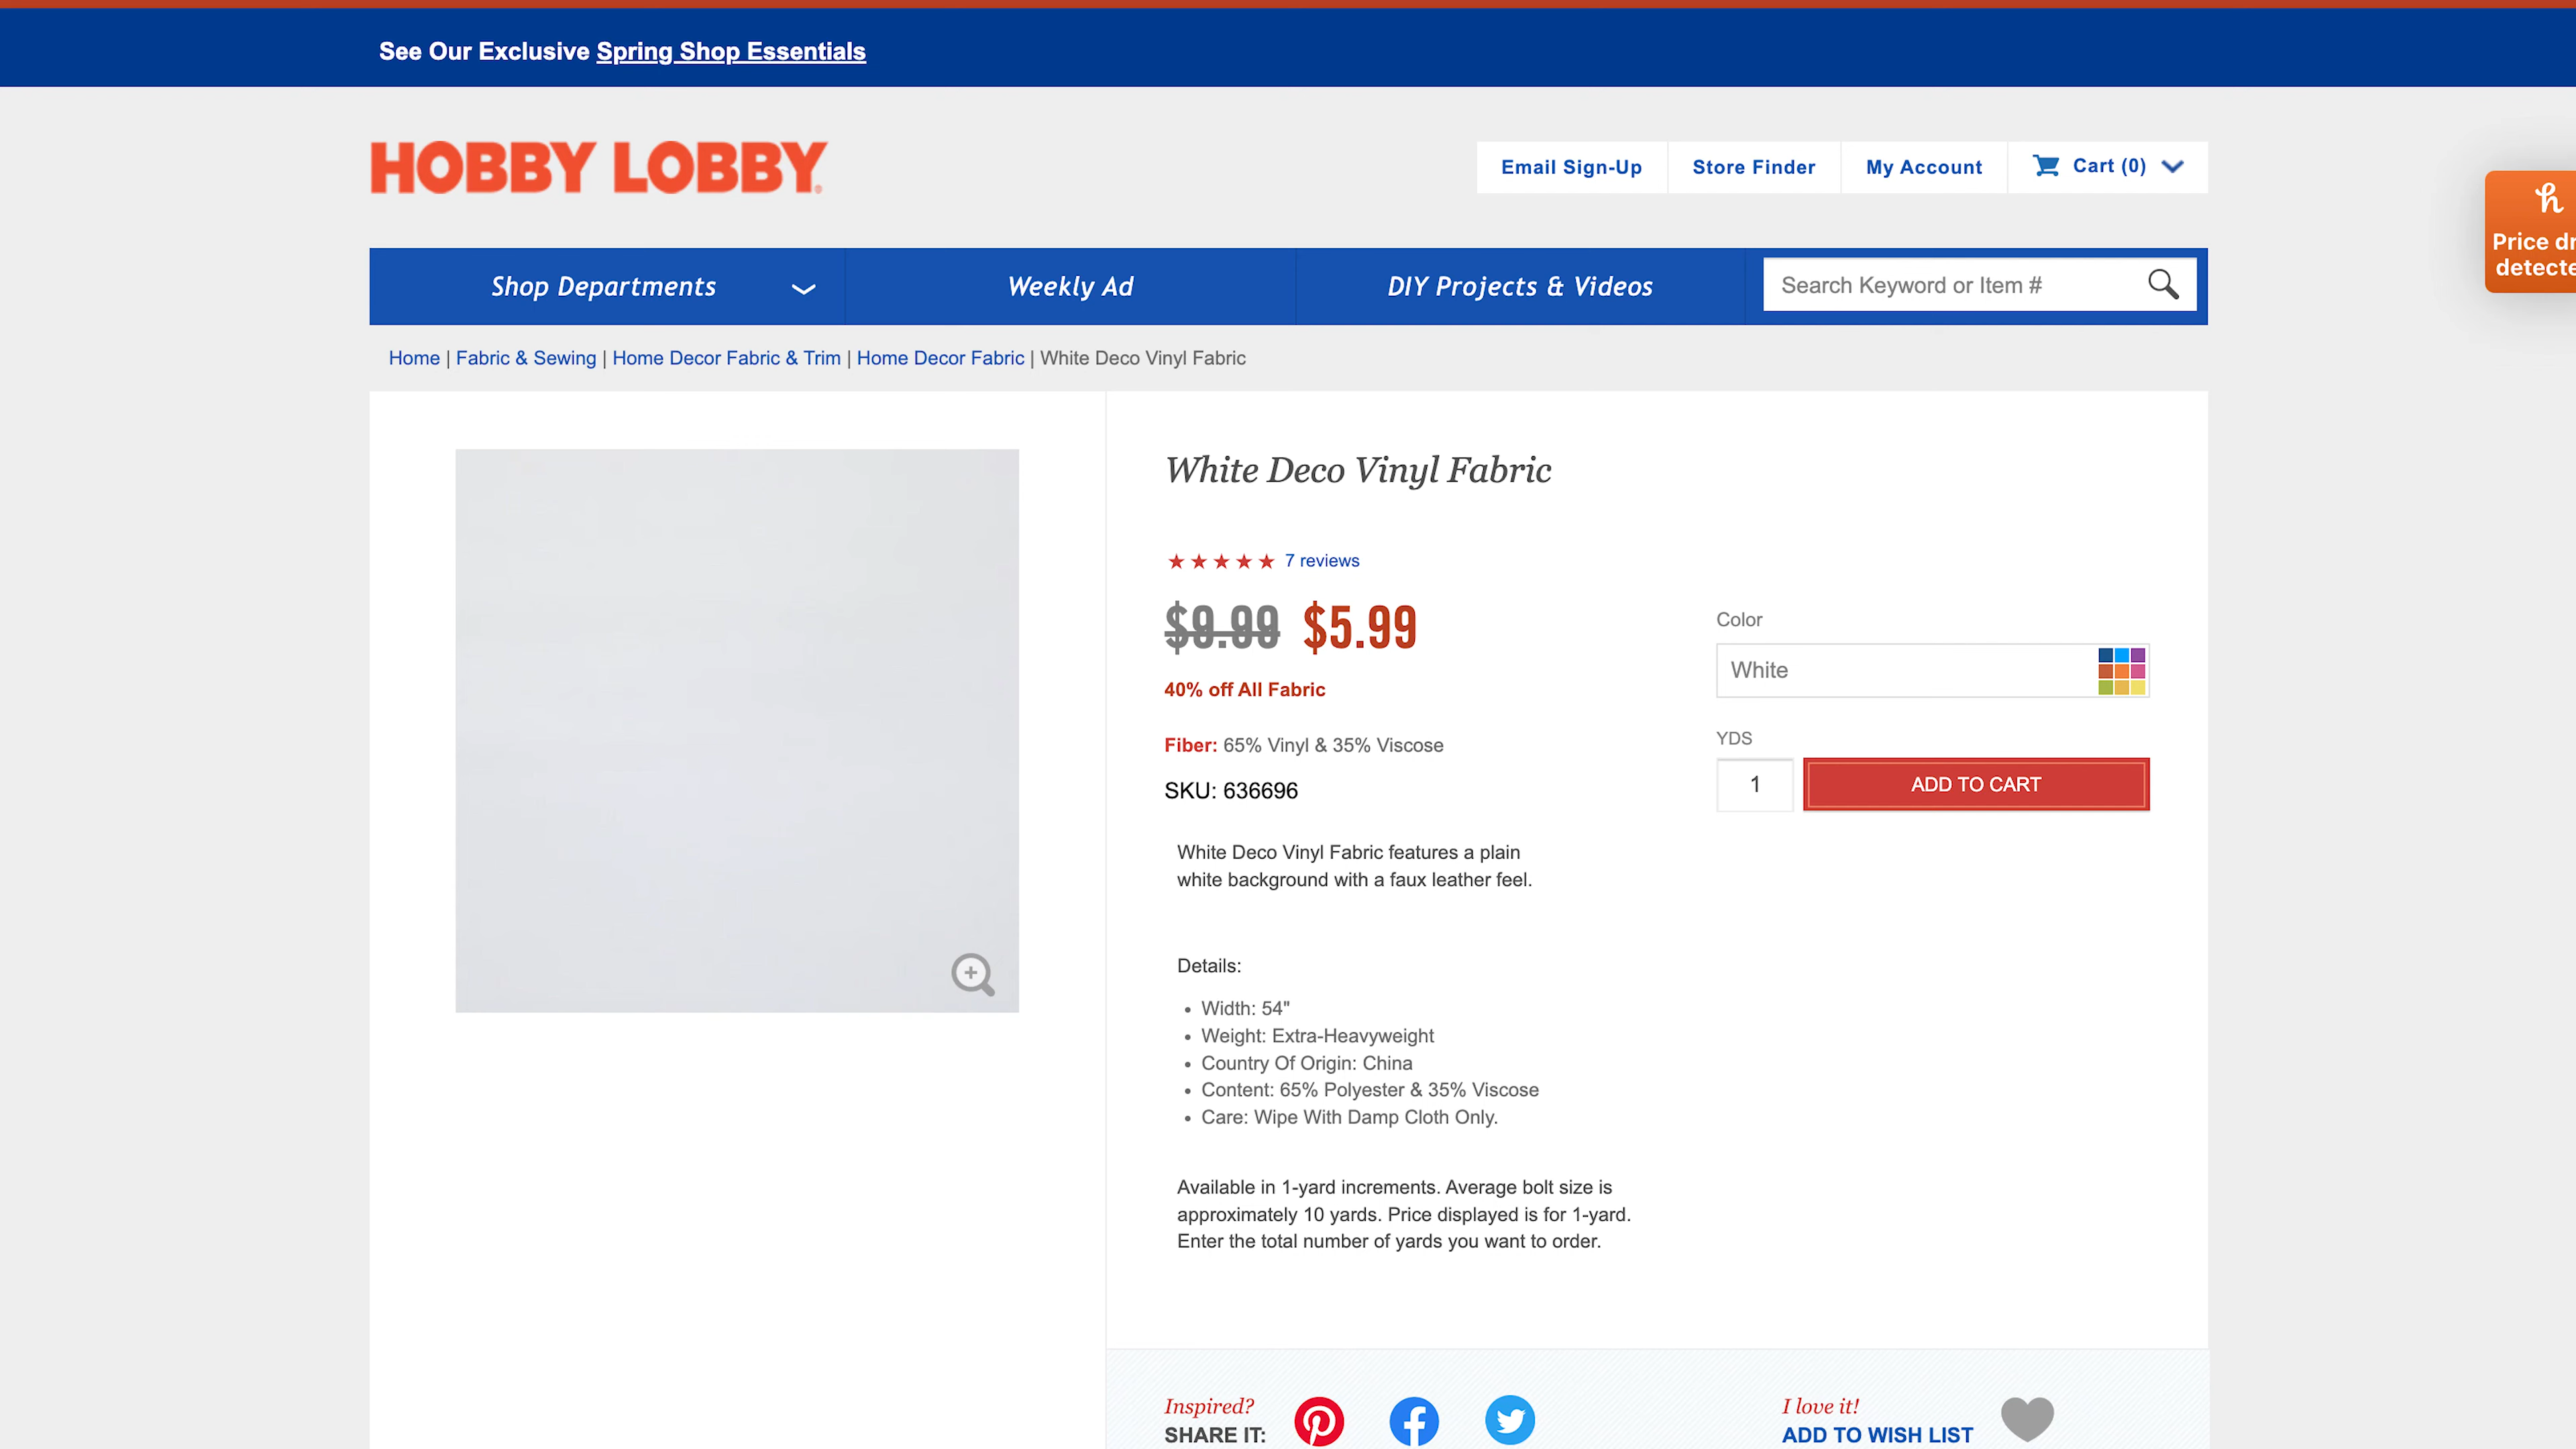 See Our Exclusive Spring Shop Essentials
HOBBY LOBBY
Email Sign-Up
Store Finder
My Account
Cart (0)
Price dr
detecte
Shop Departments
Weekly Ad
DIY Projects & Videos
Search Keyword or Item #
Home | Fabric & Sewing | Home Decor Fabric & Trim | Home Decor Fabric | White Deco Vinyl Fabric
White Deco Vinyl Fabric
7 reviews
$9.99 $5.99
40% off All Fabric
Fiber: 65% Vinyl & 35% Viscose
SKU: 636696
Color
White
YDS
1
ADD TO CART
White Deco Vinyl Fabric features a plain
white background with a faux leather feel.
Details:
• Width: 54"
• Weight: Extra-Heavyweight
• Country Of Origin: China
• Content: 65% Polyester & 35% Viscose
• Care: Wipe With Damp Cloth Only.
Available in 1-yard increments. Average bolt size is
approximately 10 yards. Price displayed is for 1-yard.
Enter the total number of yards you want to order.
Inspired?
SHARE IT:
I love it!
ADD TO WISH LIST